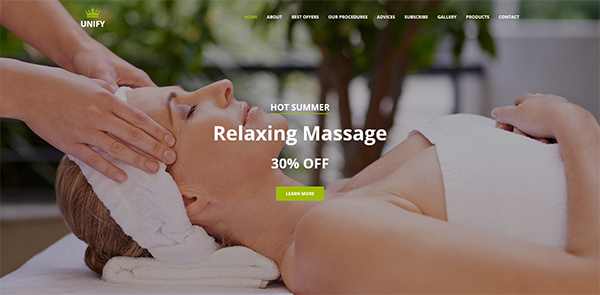 UNIFY
HOME ABOUT BEST OFFERS OUR PROCEDURES ADVICES SUBSCRIBE GALLERY PRODUCTS CONTACT
HOT SUMMER
Relaxing Massage
30% OFF
LEARN MORE